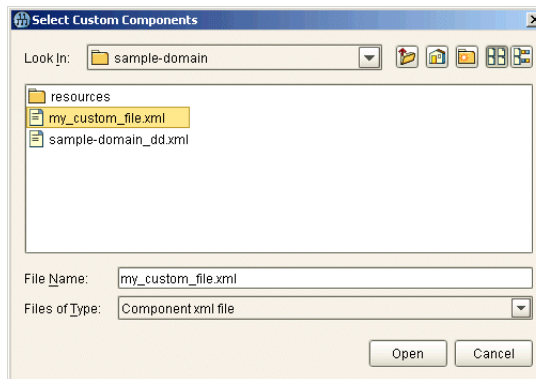 Select Custom Components
Look In: sample-domain
resources
my_custom_file.xml
sample-domain_dd.xml
File Name: my_custom_file.xml
Files of Type: Component xml file
Open Cancel